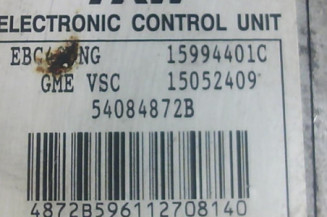 ELECTRONIC CONTROL UNIT
15994401C
GME VSC 15052409
54084872B
4872B596112708140